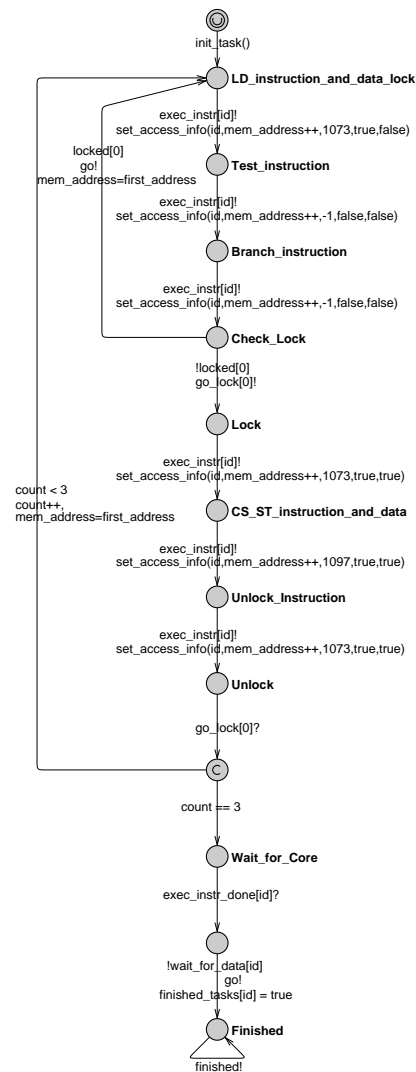 init_task()
LD_instruction_and_data_lock
exec_instr[id]!
set_access_info(id,mem_address++,1073,true,false)
locked[0]
go!
mem_address=first_address
Test_instruction
exec_instr[id]!
set_access_info(id,mem_address++,-1,false,false)
Branch_instruction
exec_instr[id]!
set_access_info(id,mem_address++,-1,false,false)
Check_Lock
!locked[0]
go_lock[0]!
Lock
exec_instr[id]!
set_access_info(id,mem_address++,1073,true,true)
count < 3
count++,
mem_address=first_address
CS_ST_instruction_and_data
exec_instr[id]!
set_access_info(id,mem_address++,1097,true,true)
Unlock_Instruction
exec_instr[id]!
set_access_info(id,mem_address++,1073,true,true)
Unlock
go_lock[0]?
C
count == 3
Wait_for_Core
exec_instr_done[id]?
!wait_for_data[id]
go!
finished_tasks[id] = true
Finished
finished!